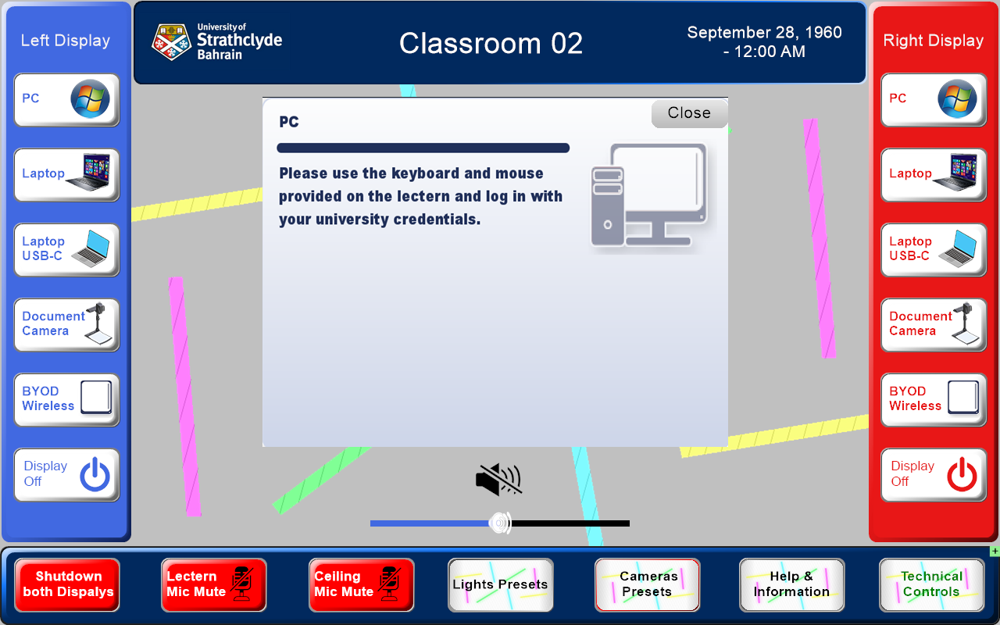 Left Display
PC
Laptop
Laptop
USB-C
Document
Camera
BYOD
Wireless
Display
Off
University of
Strathclyde
Bahrain
Classroom 02
September 28, 1960
- 12:00 AM
PC
Close
Please use the keyboard and mouse
provided on the lectern and log in with
your university credentials.
Right Display
PC
Laptop
Laptop
USB-C
Document
Camera
BYOD
Wireless
Display
Off
+
Shutdown
both Dispalys
Lectern
Mic Mute
Ceiling
Mic Mute
Lights Presets
Cameras
Presets
Help &
Information
Technical
Controls